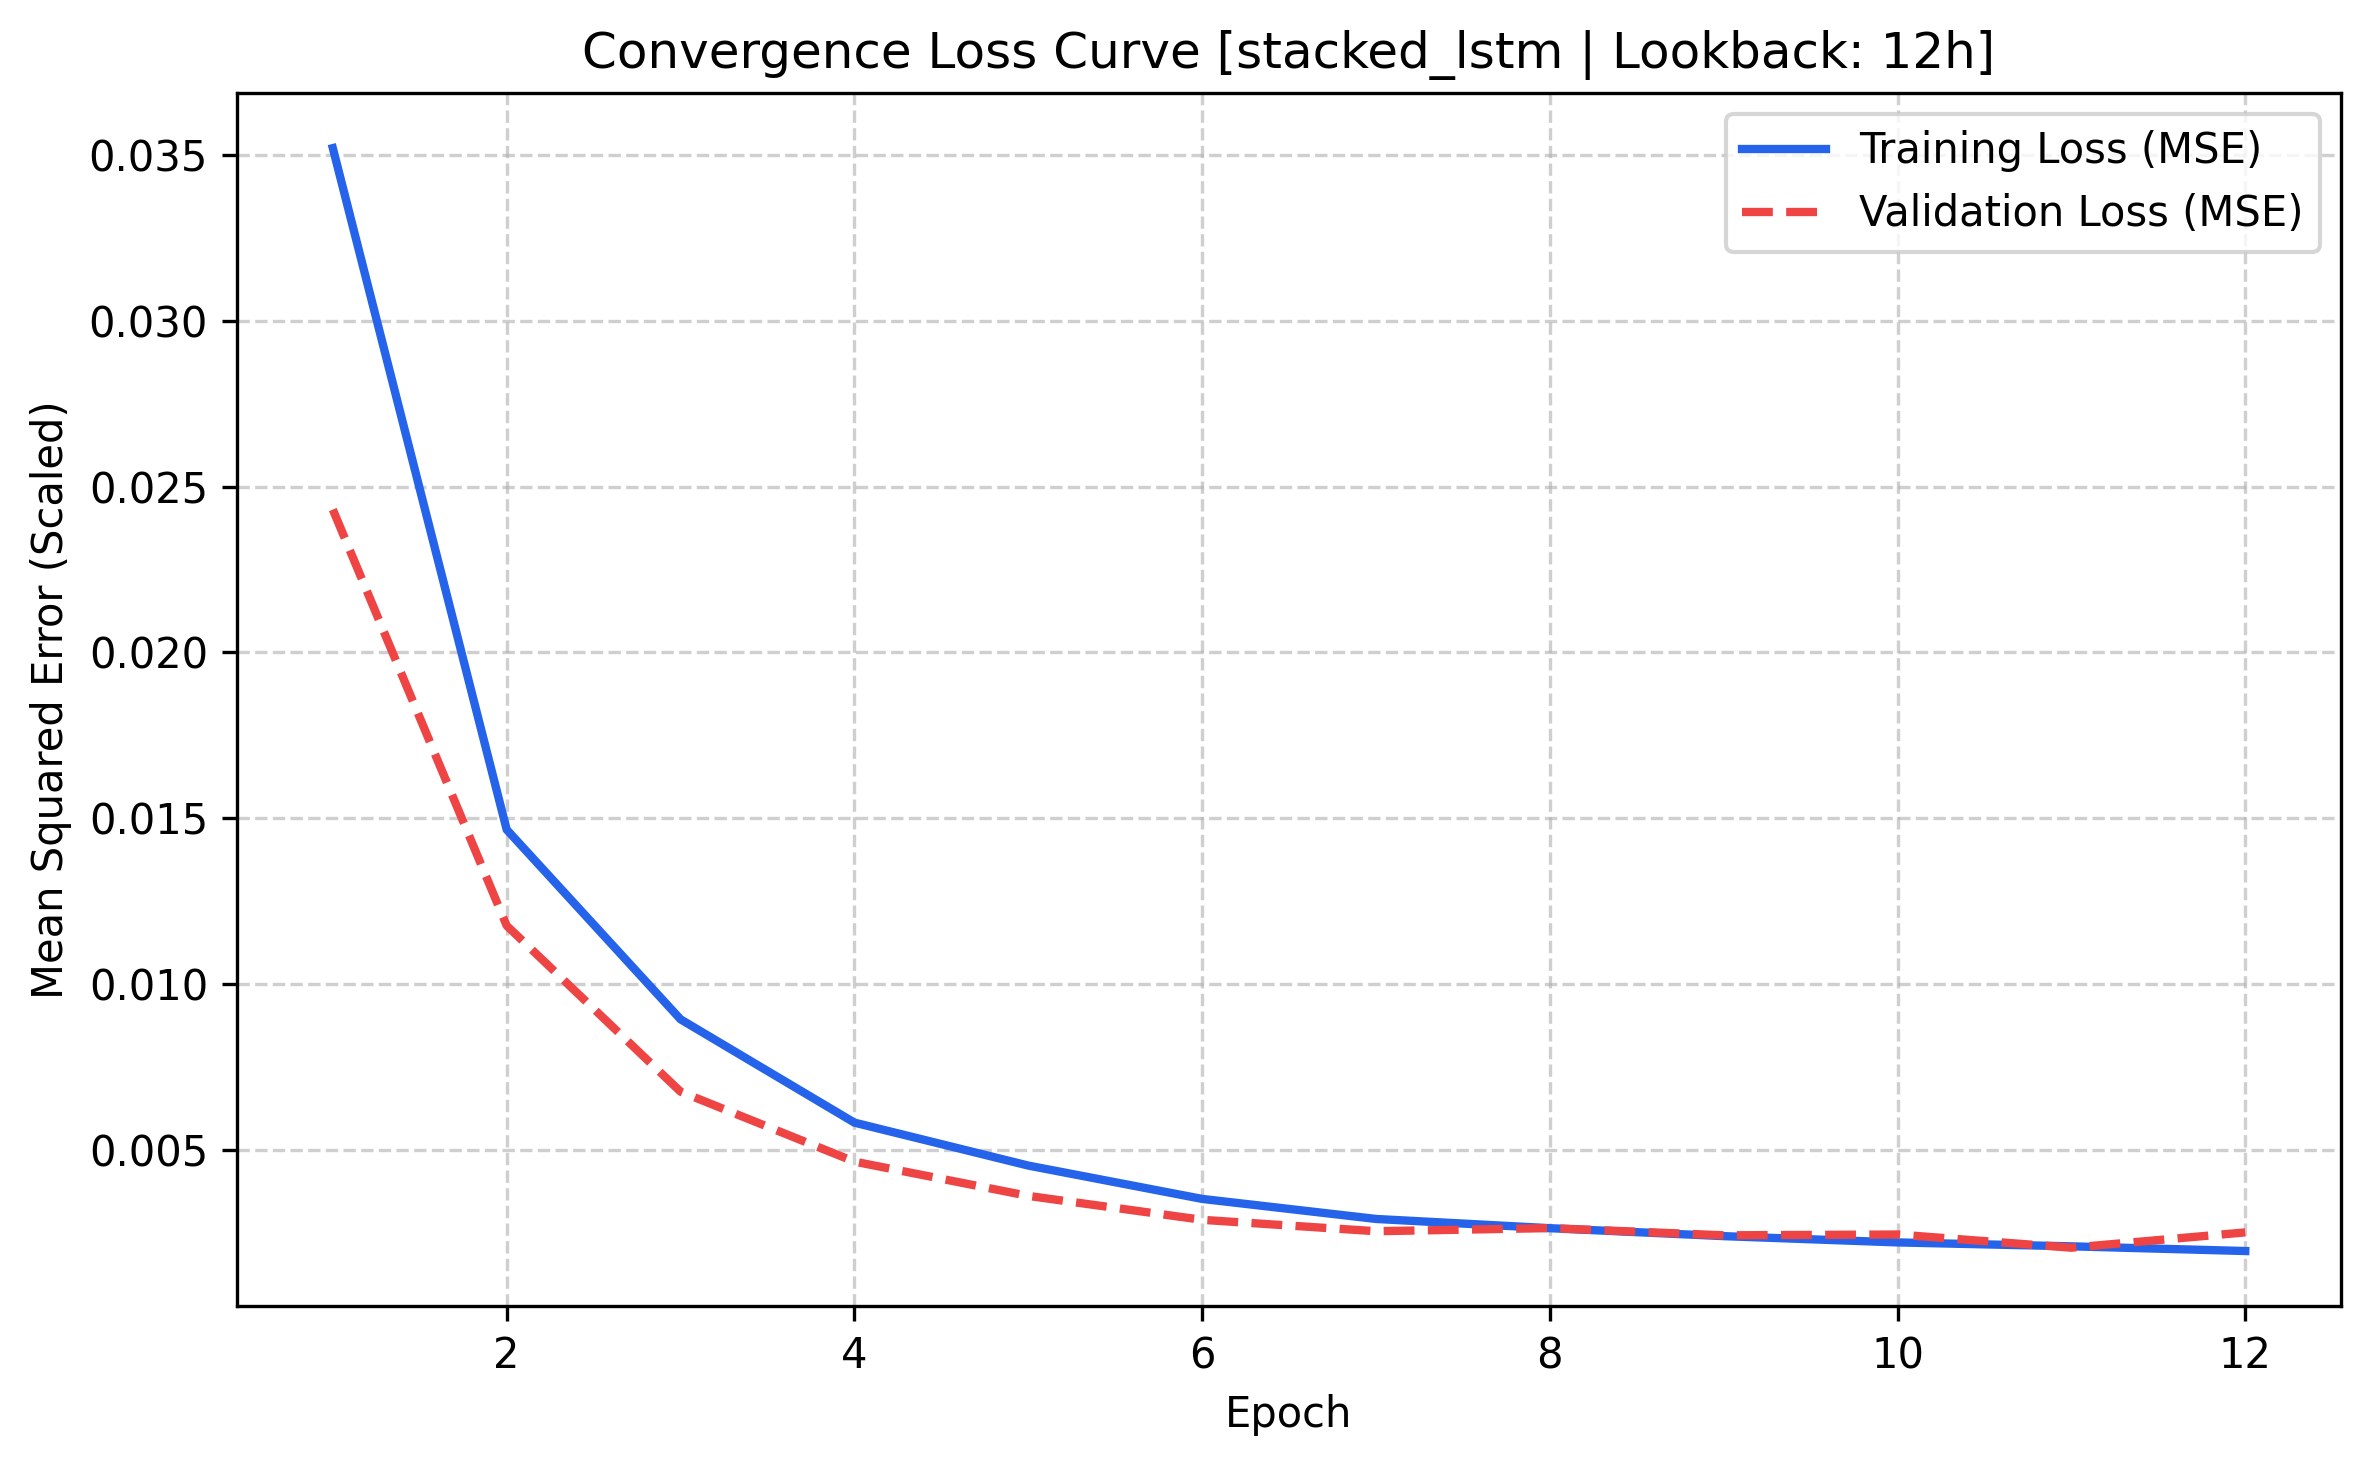 Convergence Loss Curve [stacked_lstm | Lookback: 12h]
Training Loss (MSE)
Validation Loss (MSE)
Mean Squared Error (Scaled)
0.035
0.030
0.025
0.020
0.015
0.010
0.005
2 4 6 8 10 12
Epoch